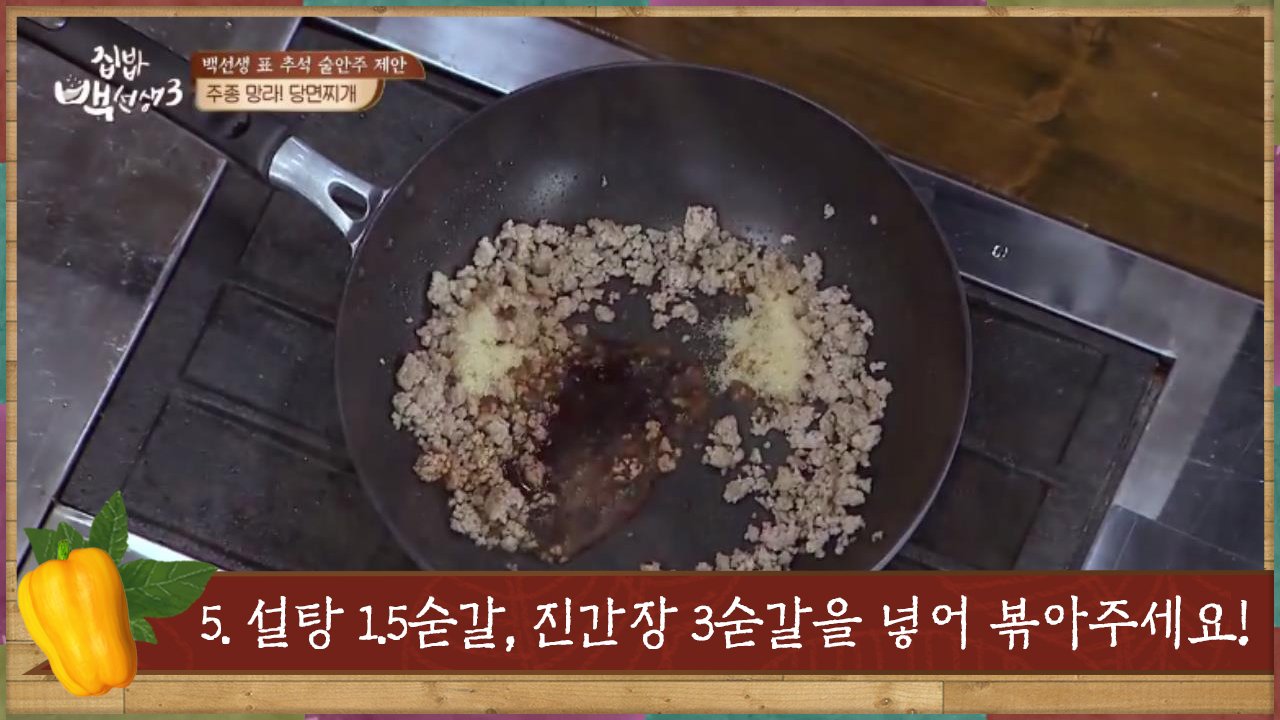 집밥
백선생3
백선생 표 추석 술안주 제안
주종 망라! 당면찌개
5. 설탕 1.5숟갈, 진간장 3숟갈을 넣어 볶아주세요!